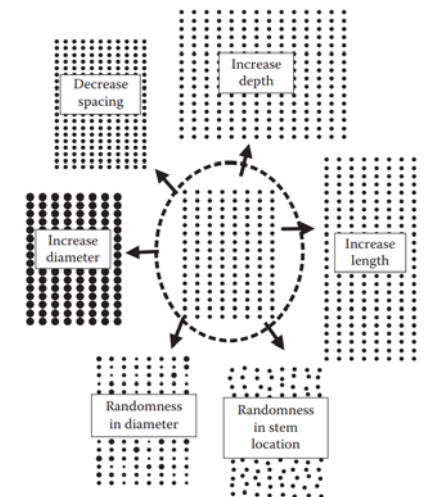 Increase
depth
Decrease
spacing
Increase
diameter
Increase
length
Randomness
in diameter
Randomness
in stem
location